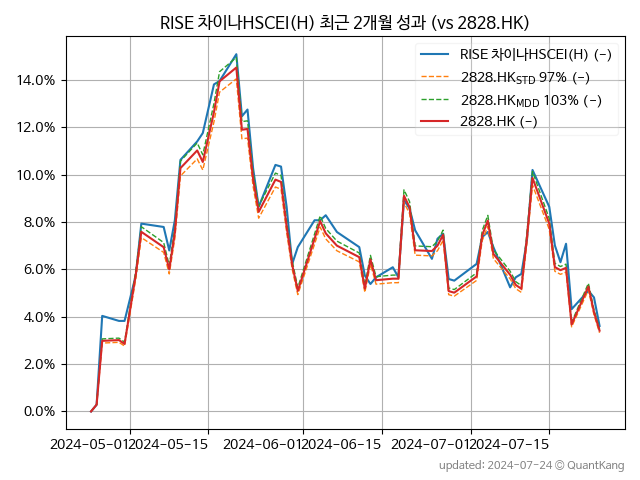 RISE 차이나HSCEI(H) 최근 2개월 성과 (vs 2828.HK)
RISE 차이나HSCEI(H) (-)
2828.HK_STD 97% (-)
2828.HK_MDD 103% (-)
2828.HK (-)
14.0%
12.0%
10.0%
8.0%
6.0%
4.0%
2.0%
0.0%
2024-05-01 2024-05-15 2024-06-01 2024-06-15 2024-07-01 2024-07-15
updated: 2024-07-24 © QuantKang